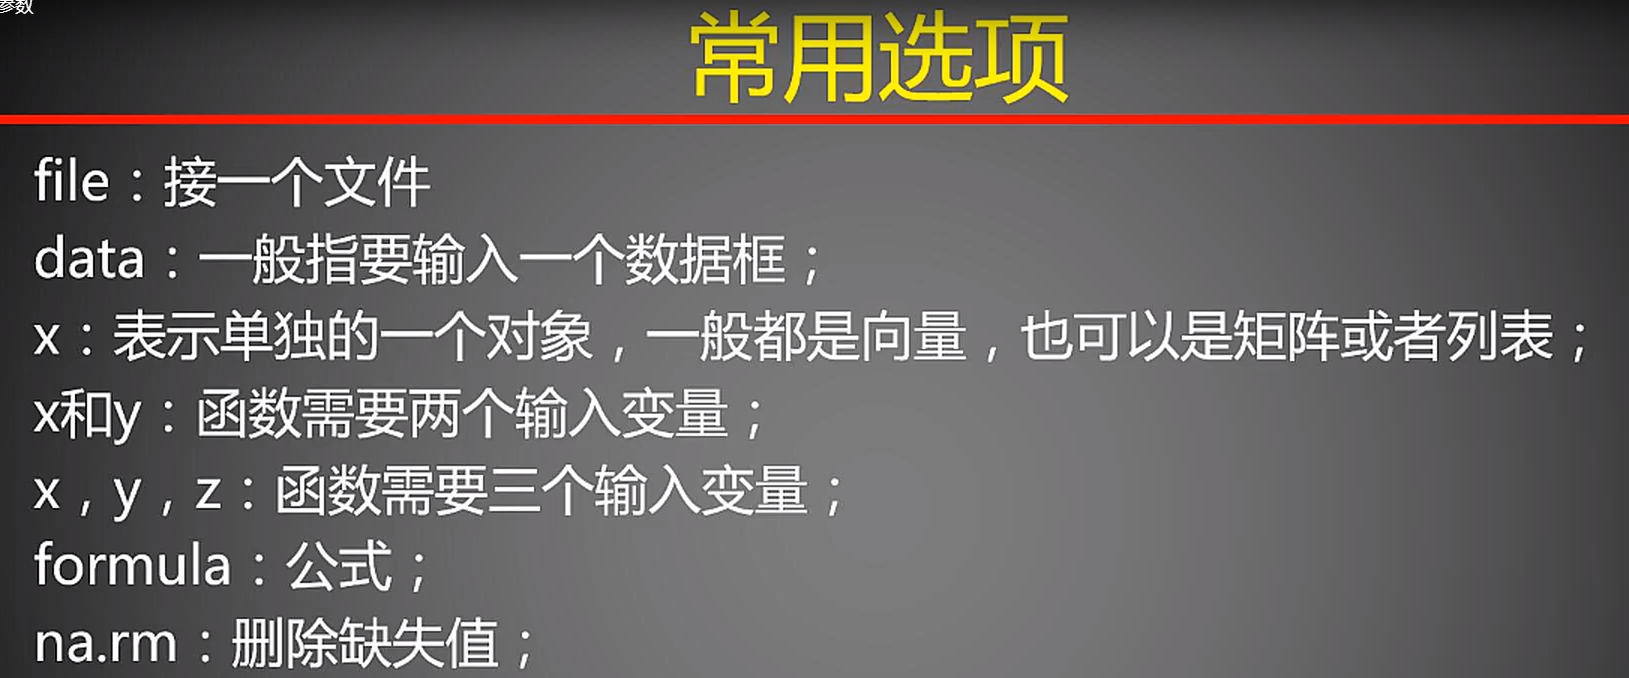 参数
常用选项
file：接一个文件
data：一般指要输入一个数据框；
x：表示单独的一个对象，一般都是向量，也可以是矩阵或者列表；
x和y：函数需要两个输入变量；
x，y，z：函数需要三个输入变量；
formula：公式；
na.rm：删除缺失值；